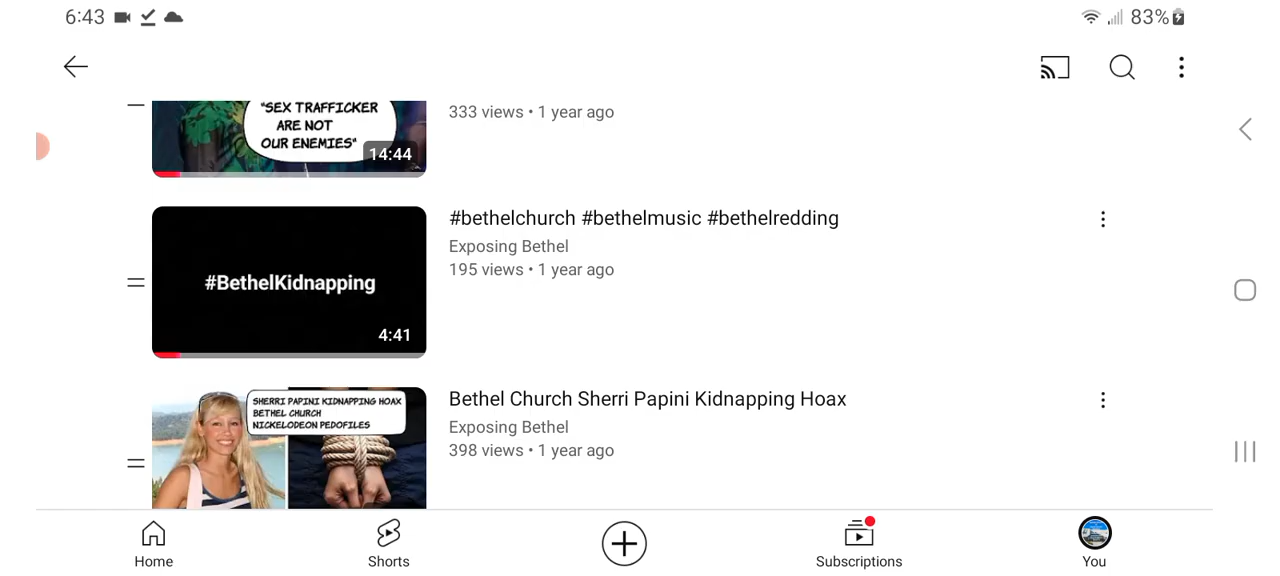 6:43
83%
"SEX TRAFFICKER
ARE NOT
OUR ENEMIES"
14:44
333 views • 1 year ago
#BethelKidnapping
4:41
#bethelchurch #bethelmusic #bethelredding
Exposing Bethel
195 views • 1 year ago
SHERRI PAPINI KIDNAPPING HOAX
BETHEL CHURCH
NICKELODEON PEDOFILES
Bethel Church Sherri Papini Kidnapping Hoax
Exposing Bethel
398 views • 1 year ago
Home
Shorts
Subscriptions
You